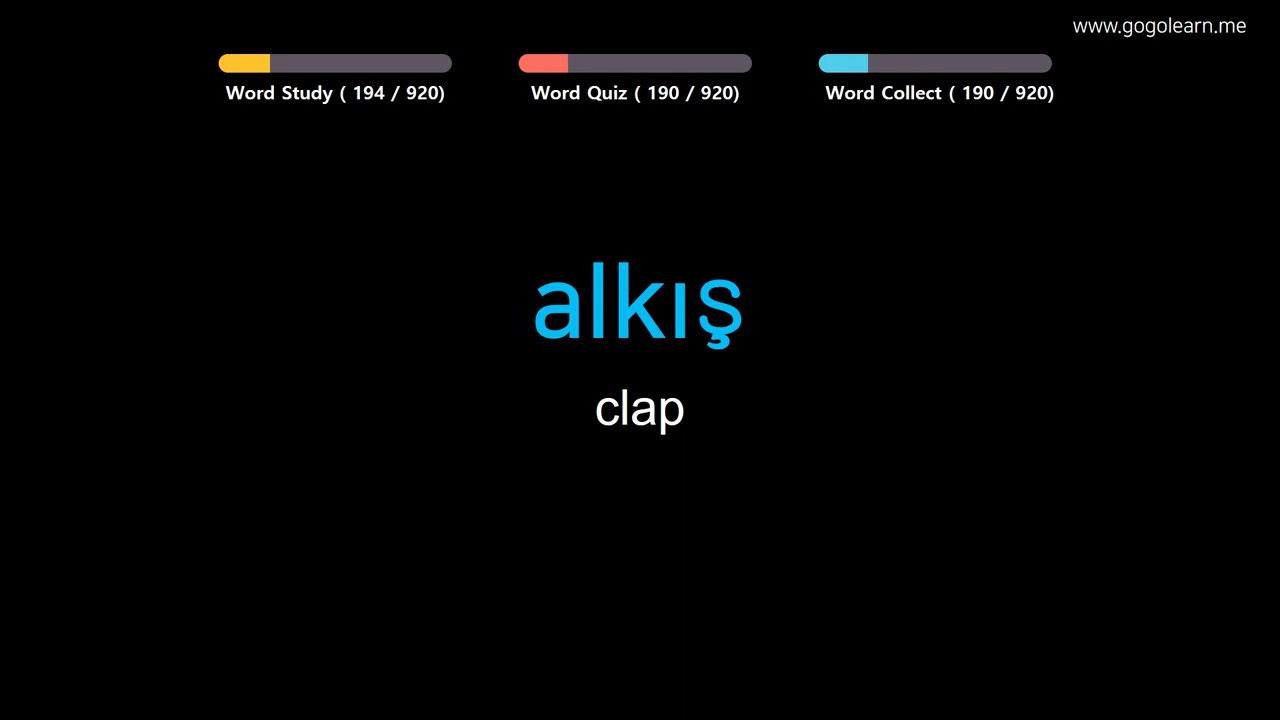 www.gogolearn.me
Word Study ( 194 / 920)
Word Quiz ( 190 / 920)
Word Collect ( 190 / 920)
alkış
clap